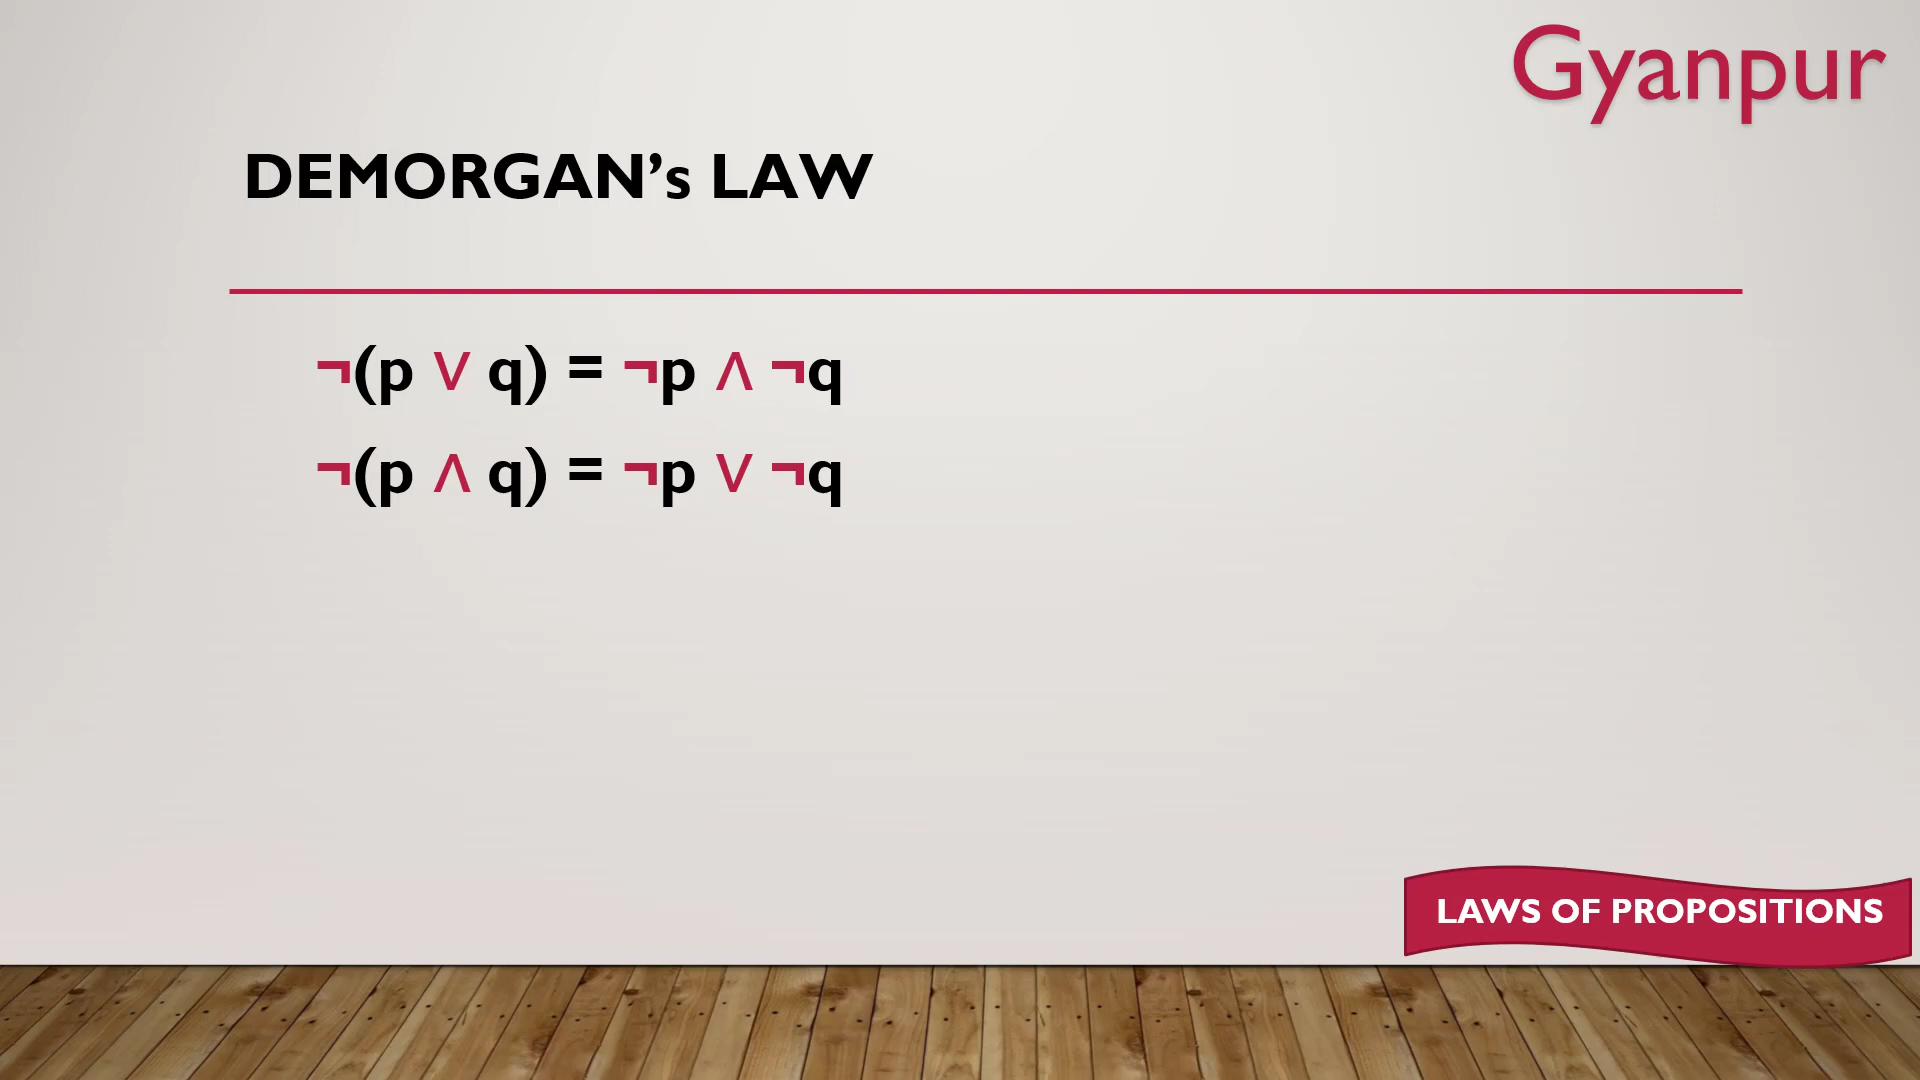 Gyanpur
DEMORGAN’s LAW
¬(p ∨ q) = ¬p ∧ ¬q
¬(p ∧ q) = ¬p ∨ ¬q
LAWS OF PROPOSITIONS